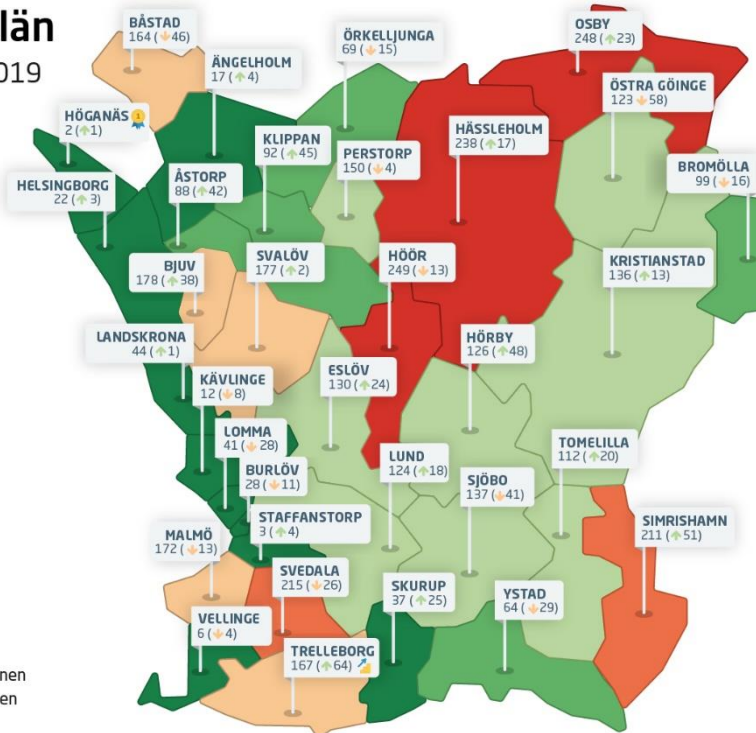 län
2019
BÅSTAD
164 (↓46)
ÖRKELLJUNGA
69 (↓15)
OSBY
248 (↑23)
ÄNGELHOLM
17 (↑4)
ÖSTRA GÖINGE
123 ↓58)
HÖGANÄS
2 (↑1)
KLIPPAN
92 (↑45)
PERSTORP
150 (↓4)
HÄSSLEHOLM
238 (↑17)
BROMÖLLA
99 (↓16)
HELSINGBORG
22 (↑3)
ÅSTORP
88 (↑42)
BJUV
178 (↑38)
SVALÖV
177 (↑2)
HÖÖR
249 (↓13)
KRISTIANSTAD
136 (↑13)
LANDSKRONA
44 (↑1)
KÄVLINGE
12 (↓8)
ESLÖV
130 (↑24)
HÖRBY
126 (↑48)
LOMMA
41 (↓28)
BURLÖV
28 (↓11)
LUND
124 (↑18)
SJÖBO
137 (↓41)
TOMELILLA
112 (↑20)
STAFFANSTORP
3 (↑4)
SIMRISHAMN
211 (↑51)
MALMÖ
172 (↓13)
SVEDALA
215 (↓26)
SKURUP
37 (↑25)
YSTAD
64 (↓29)
VELLINGE
6 (↓4)
TRELLEBORG
167 (↑64)
nen
en